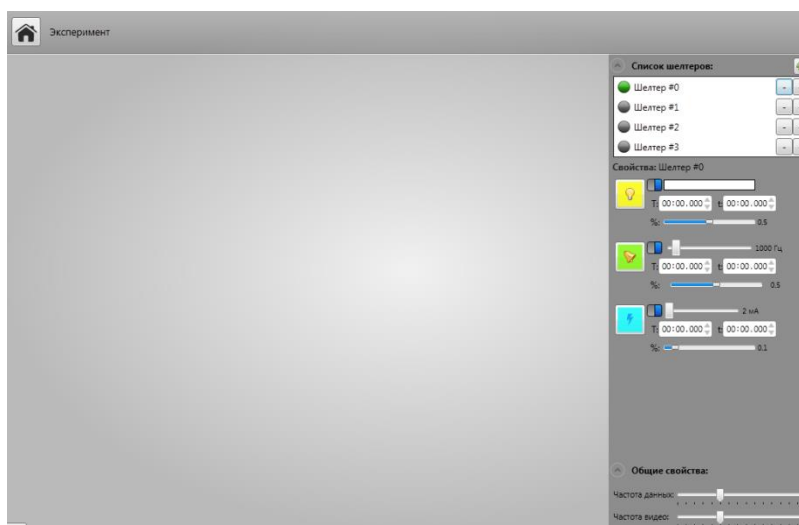 Эксперимент
Список шелтеров:
Шелтер #0
-
Шелтер #1
-
Шелтер #2
-
Шелтер #3
-
Свойства: Шелтер #0
T: 00:00.000 t: 00:00.000
%: 0.5
1000 Гц
T: 00:00.000 t: 00:00.000
%: 0.5
2 мА
T: 00:00.000 t: 00:00.000
%: 0.1
Общие свойства:
Частота данных:
Частота видео: